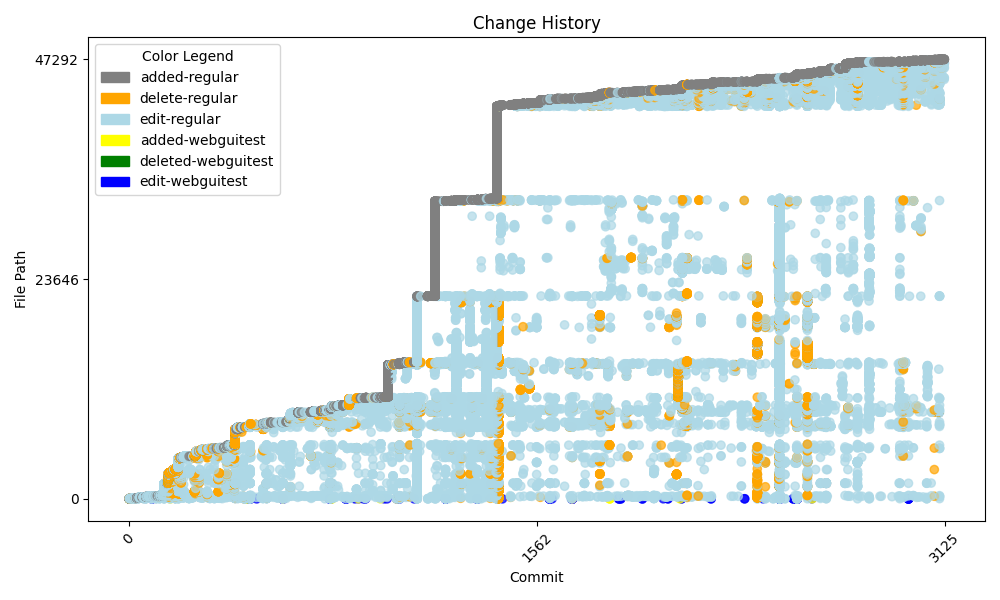 Change History
47292
23646
0
File Path
Color Legend
added-regular
delete-regular
edit-regular
added-webguitest
deleted-webguitest
edit-webguitest
0
1562
3125
Commit